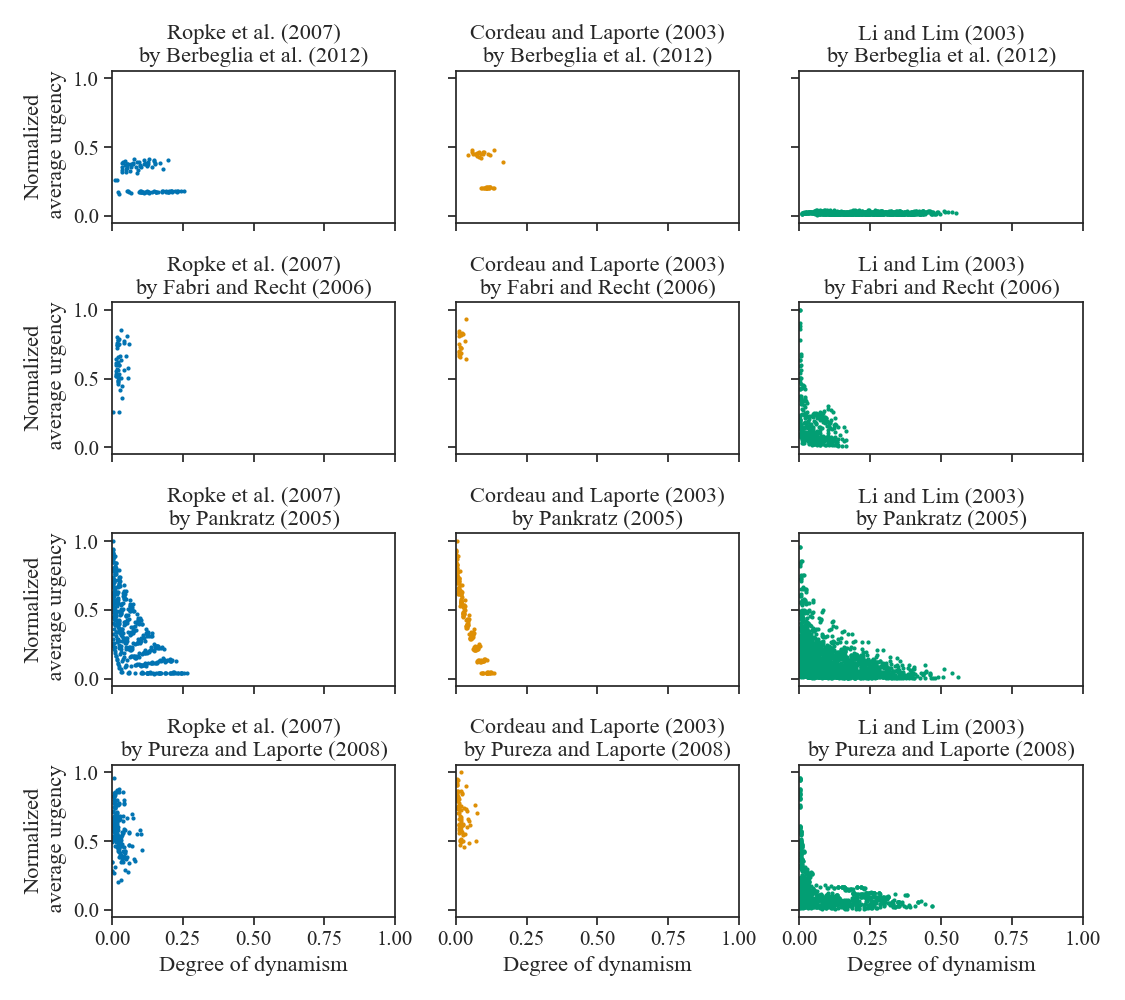 Ropke et al. (2007)
by Berbeglia et al. (2012)
Cordeau and Laporte (2003)
by Berbeglia et al. (2012)
Li and Lim (2003)
by Berbeglia et al. (2012)
Normalized
average urgency
1.0
0.5
0.0
Ropke et al. (2007)
by Fabri and Recht (2006)
Cordeau and Laporte (2003)
by Fabri and Recht (2006)
Li and Lim (2003)
by Fabri and Recht (2006)
Normalized
average urgency
1.0
0.5
0.0
Ropke et al. (2007)
by Pankratz (2005)
Cordeau and Laporte (2003)
by Pankratz (2005)
Li and Lim (2003)
by Pankratz (2005)
Normalized
average urgency
1.0
0.5
0.0
Ropke et al. (2007)
by Pureza and Laporte (2008)
Cordeau and Laporte (2003)
by Pureza and Laporte (2008)
Li and Lim (2003)
by Pureza and Laporte (2008)
Normalized
average urgency
1.0
0.5
0.0
0.00 0.25 0.50 0.75 1.00
Degree of dynamism
0.00 0.25 0.50 0.75 1.00
Degree of dynamism
0.00 0.25 0.50 0.75 1.00
Degree of dynamism